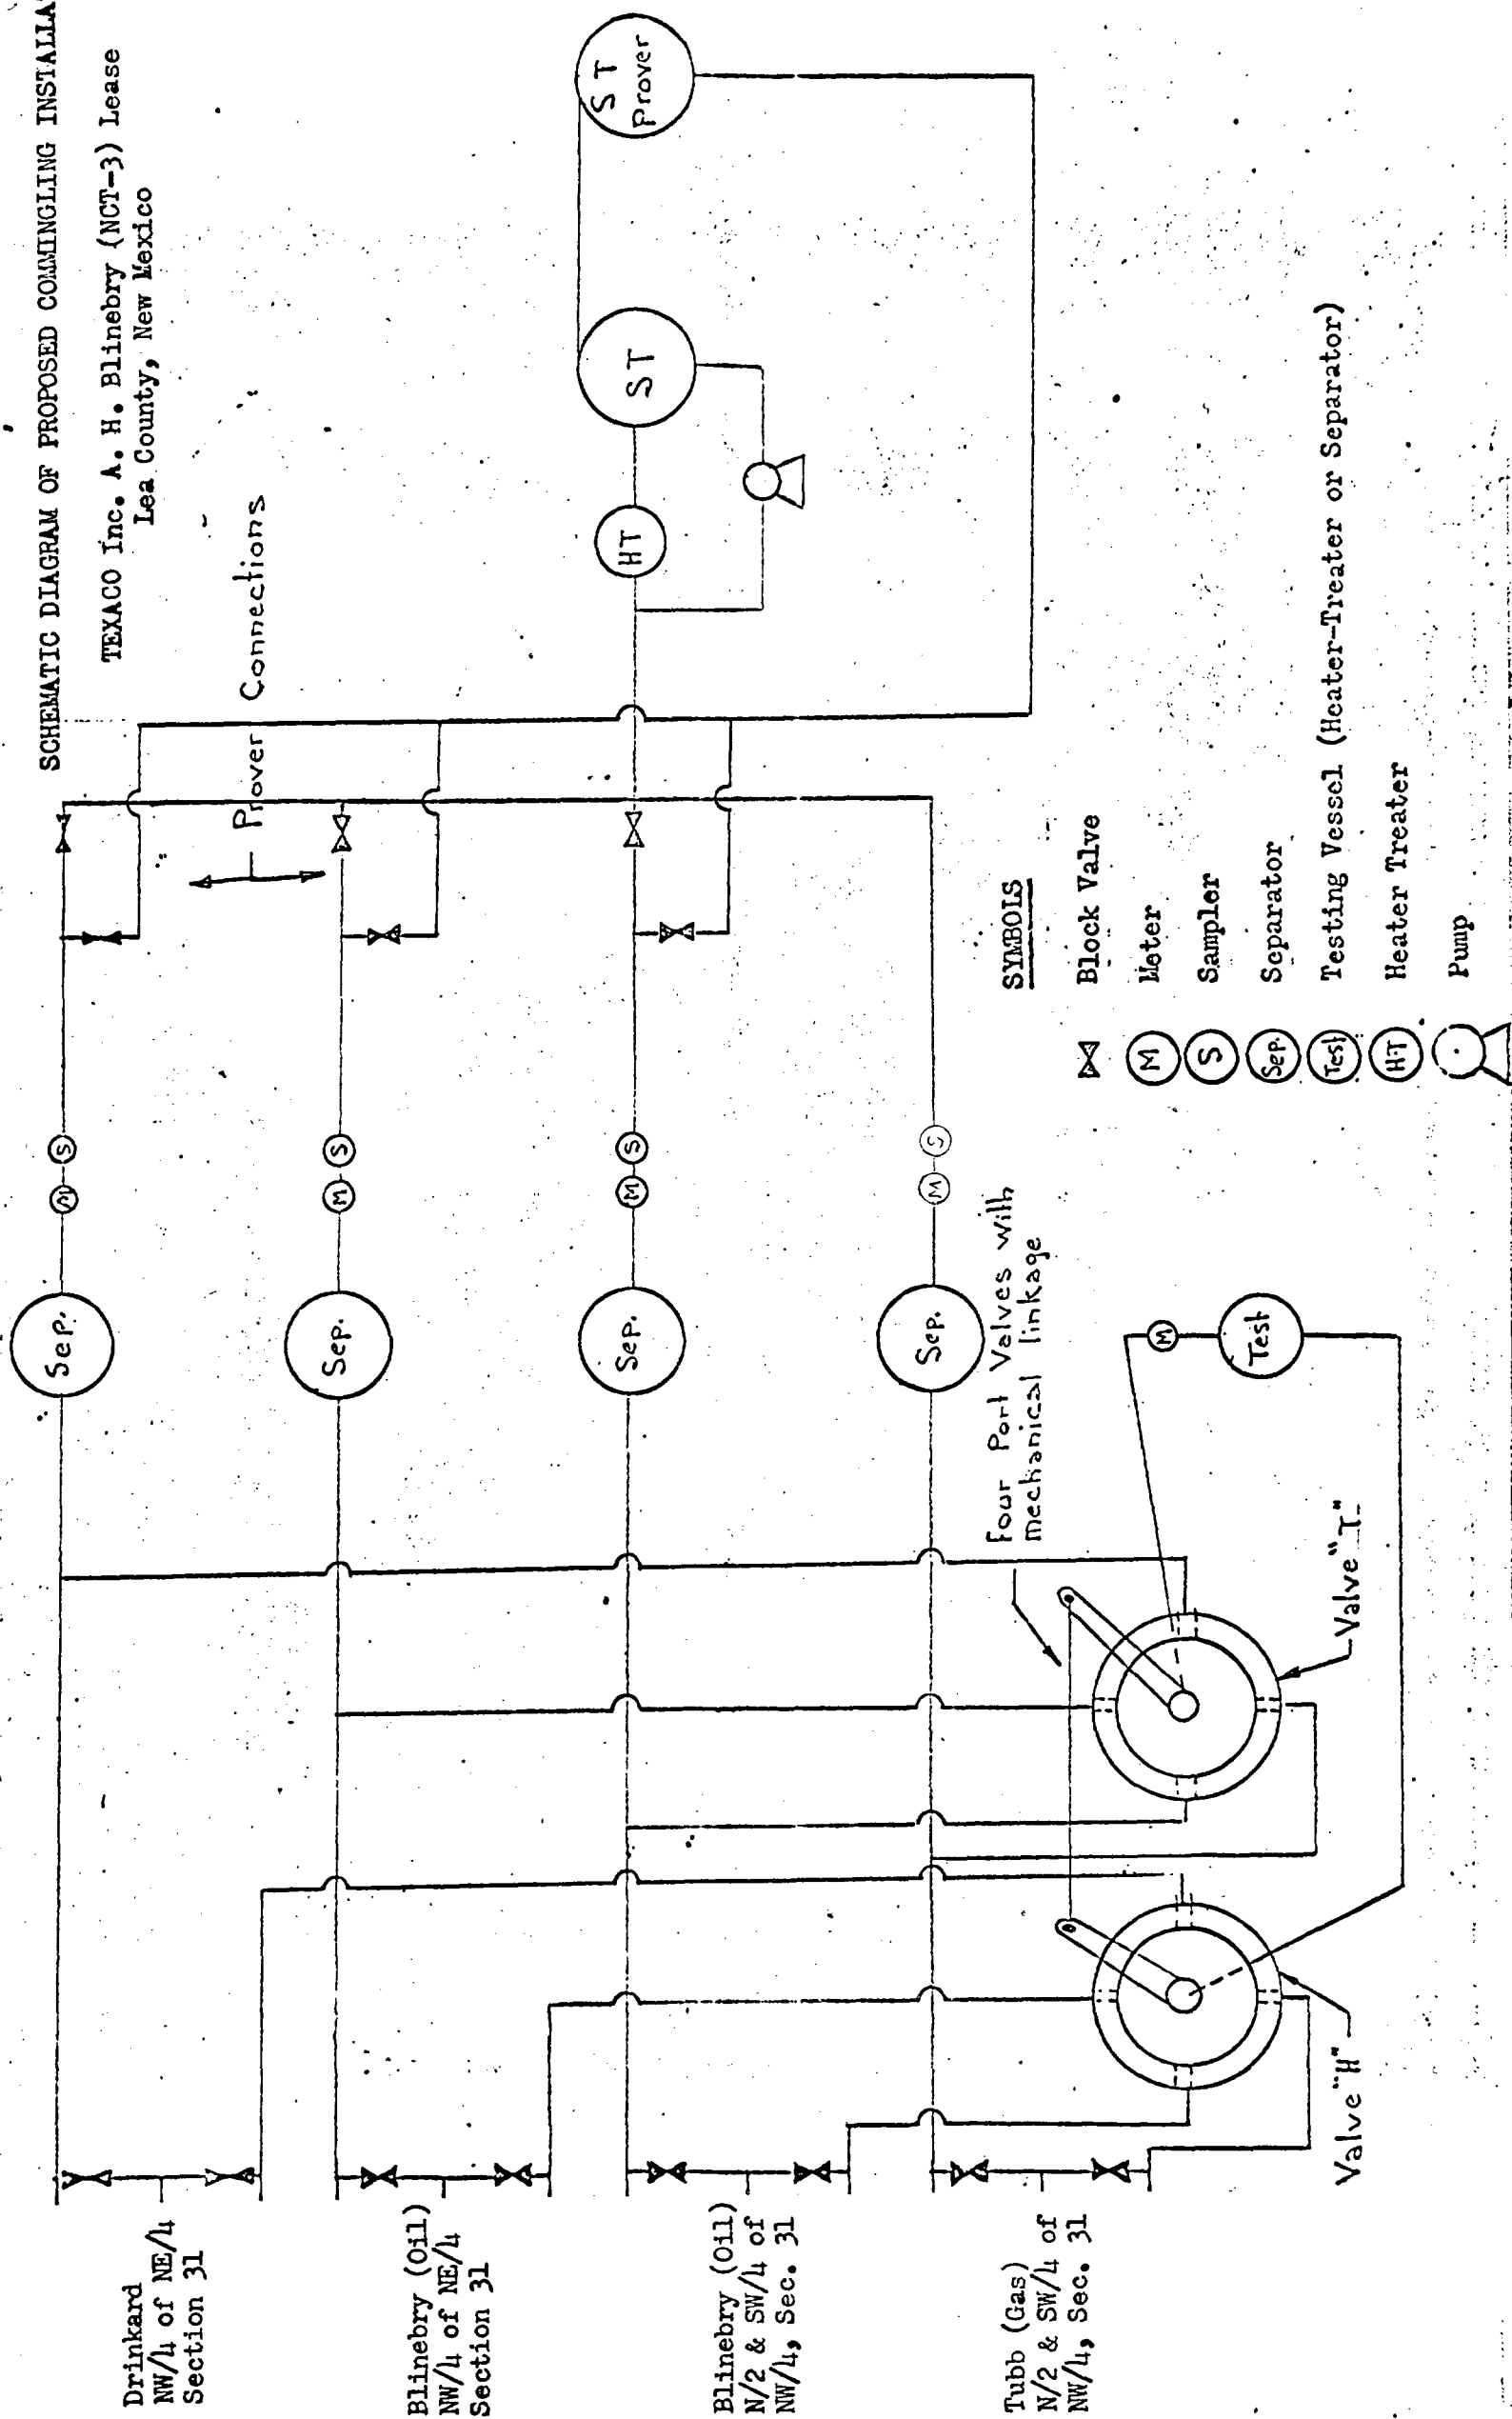 SCHEMATIC DIAGRAM OF PROPOSED COMMINGLING
TEXACO Inc. A. H. Blinebry (NCT-3) Lease
Lea County, New Mexico
Prover Connections
Drinkard
NW/4 of NE/4
Section 31
Sep.
M
S
Blinebry (Oil)
NW/4 of NE/4
Section 31
Sep.
M
S
Blinebry (Oil)
N/2 & SW/4 of
NW/4, Sec. 31
Sep.
M
S
HT
ST
ST
Prover
Tubb (Gas)
N/2 & SW/4 of
NW/4, Sec. 31
Sep.
M
S
Four Port Valves with
mechanical linkage
Valve "H"
Valve "I"
M
Test
SYMBOLS
Block Valve
M Meter
S Sampler
Sep. Separator
Test Testing Vessel (Heater-Treater or Separator)
H-T Heater Treater
Pump